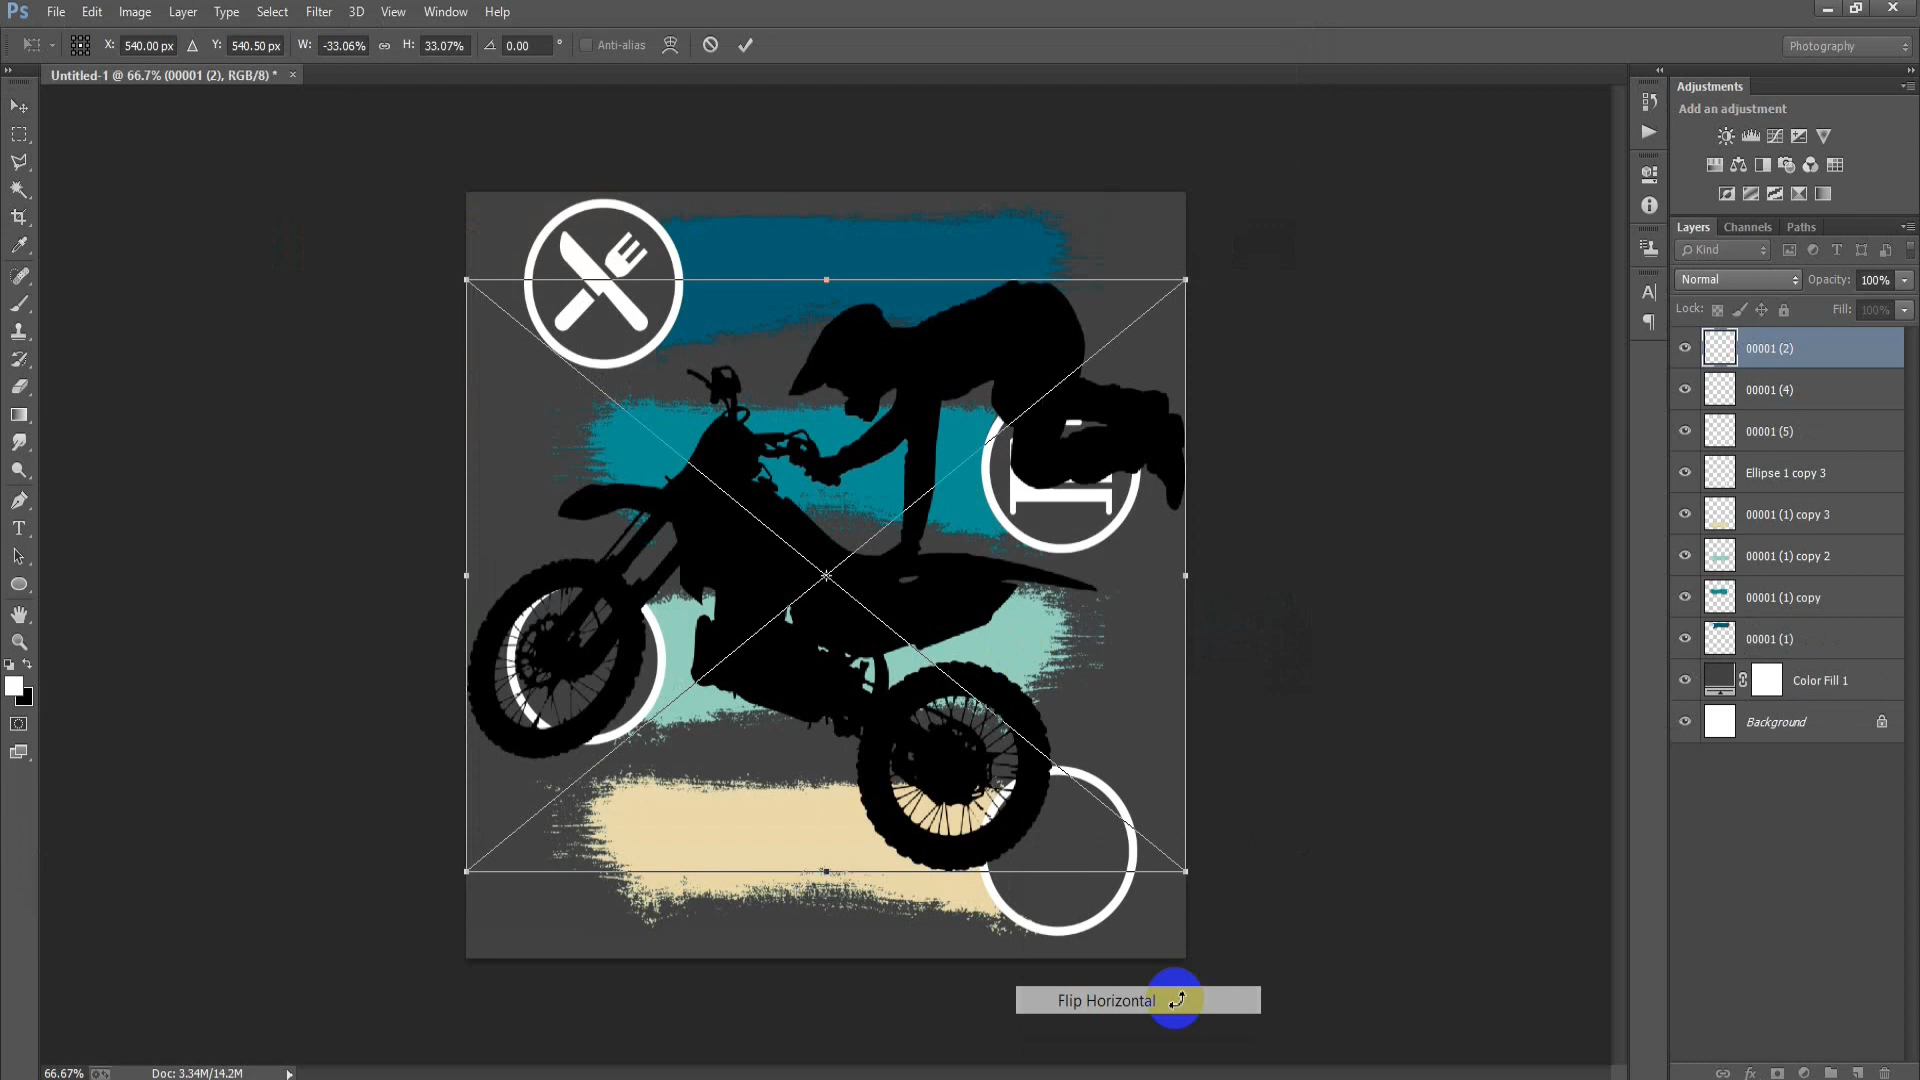 Ps File Edit Image Layer Type Select Filter 3D View Window Help
X: 540.00 px Y: 540.50 px W: -33.06% H: 33.07% 0.00 ° Anti-alias Photography
Untitled-1 @ 66.7% (00001 (2), RGB/8) * ×
Adjustments
Add an adjustment
Layers Channels Paths
Kind
Normal Opacity: 100%
Lock: Fill: 100%
00001 (2)
00001 (4)
00001 (5)
Ellipse 1 copy 3
00001 (1) copy 3
00001 (1) copy 2
00001 (1) copy
00001 (1)
Color Fill 1
Background
Flip Horizontal
66.67% Doc: 3.34M/14.2M